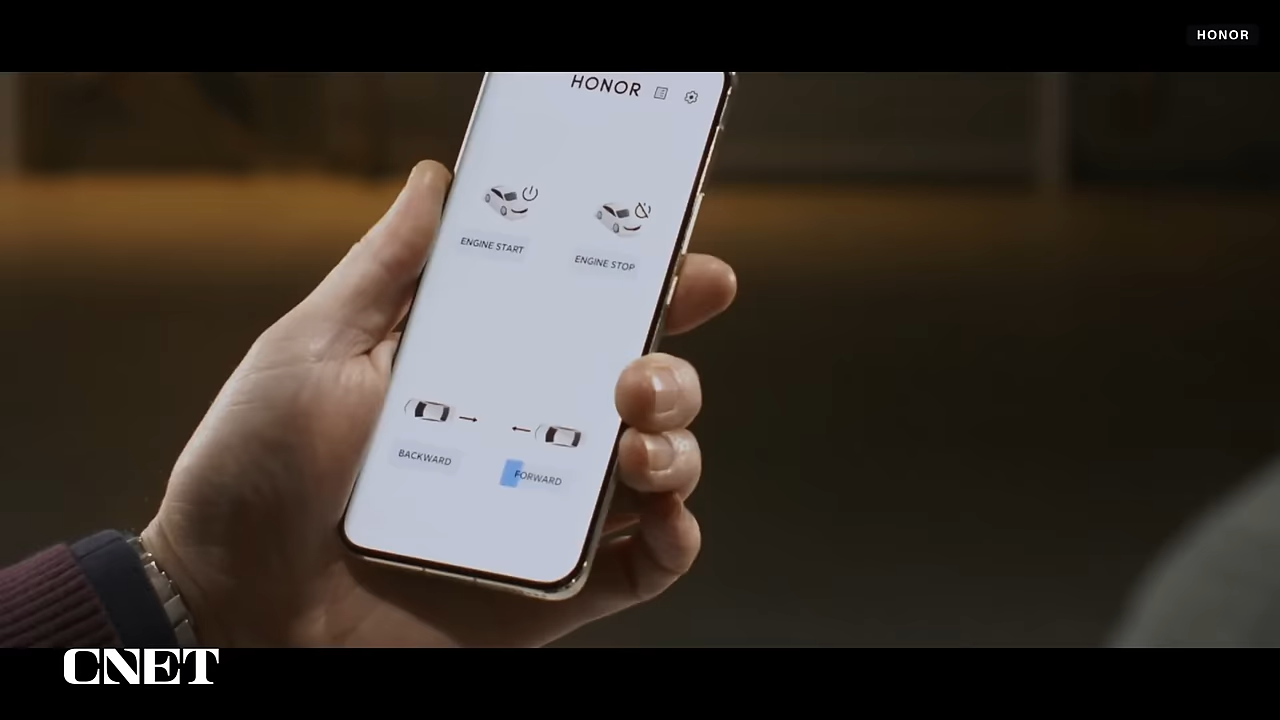 HONOR
HONOR
ENGINE START
ENGINE STOP
BACKWARD
FORWARD
CNET